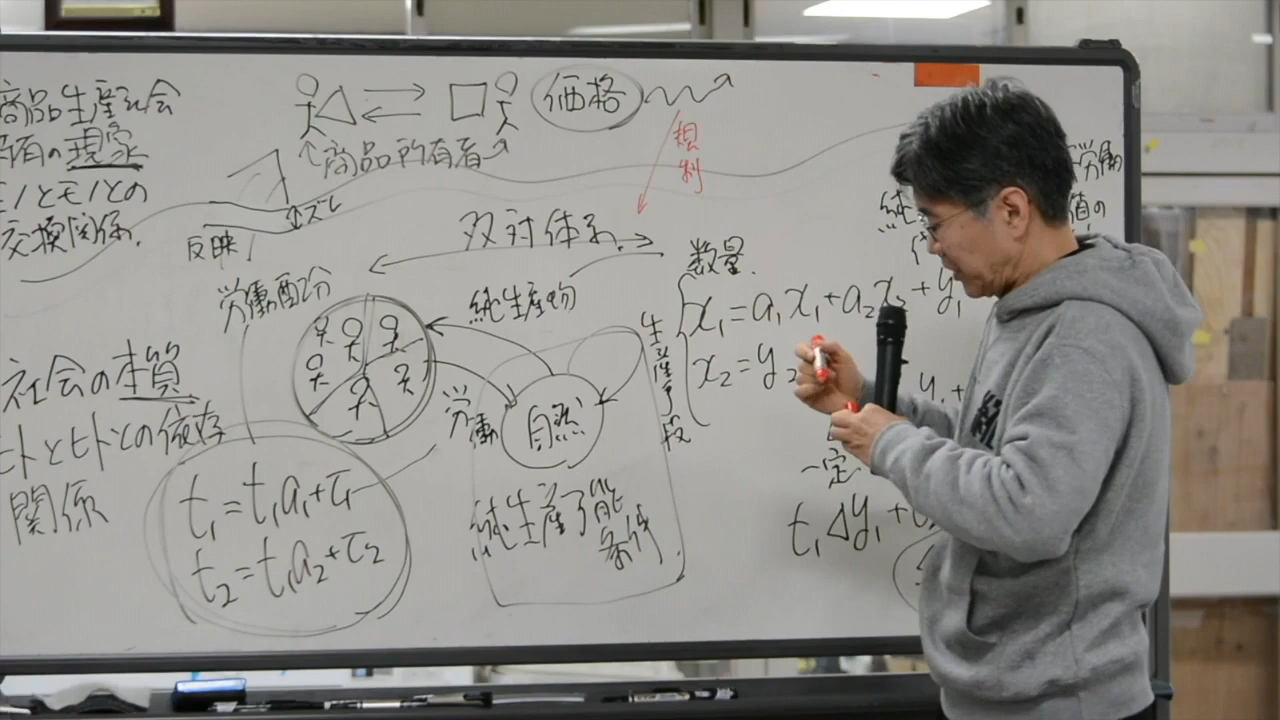 商品生産社会
の現象
モノとモノとの
交換関係.
価格
↑商品所有者
規制
ズレ
反映
双対体系
労働配分
純生産物
数量.
x₁=a₁x₁+a₂x₂+y₁
x₂=y₂
生産手段
労働
自然
社会の本質
ヒトとヒトとの依存
関係
t₁=t₁a₁+τ₁
t₂=t₁a₂+τ₂
純生産可能
条件.
労働
純
値の
y₁+
一定
t₁Δy₁+t₂